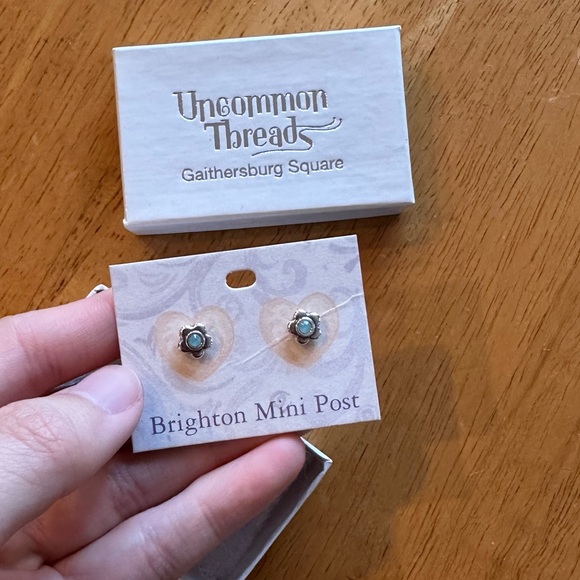 Uncommon
Threads
Gaithersburg Square
Brighton Mini Post